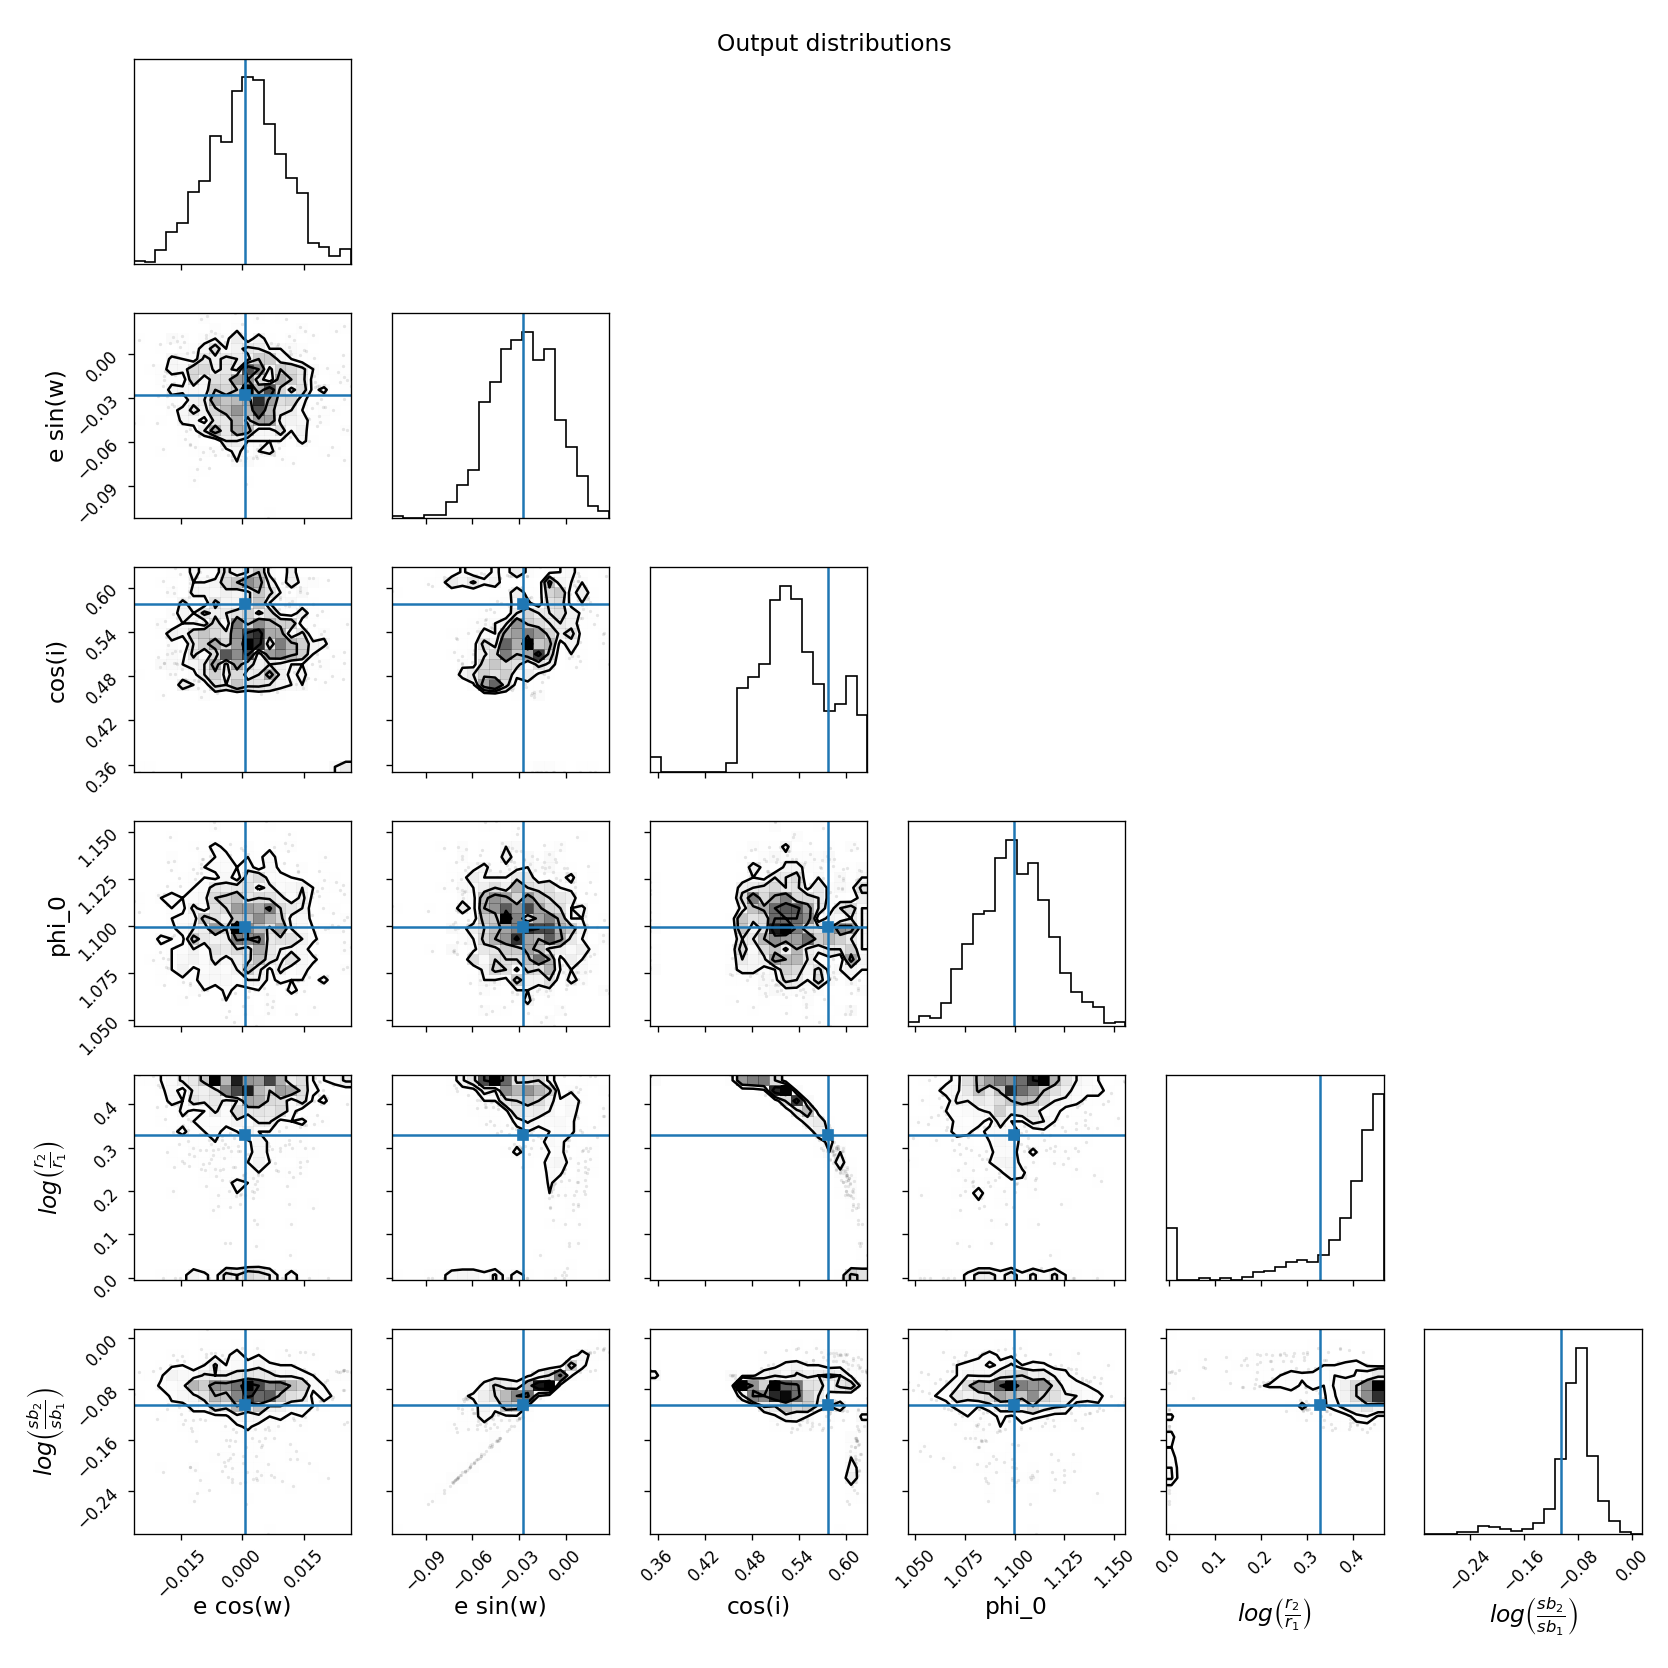 Output distributions
0.00
−0.03
−0.06
−0.09
e sin(w)
0.60
0.54
0.48
0.42
0.36
cos(i)
1.150
1.125
1.100
1.075
1.050
phi_0
0.4
0.3
0.2
0.1
0.0
log(r₂/r₁)
0.00
−0.08
−0.16
−0.24
log(sb₂/sb₁)
−0.015 0.000 0.015 −0.09 −0.06 −0.03 0.00 0.36 0.42 0.48 0.54 0.60 1.050 1.075 1.100 1.125 1.150 0.0 0.1 0.2 0.3 0.4 −0.24 −0.16 −0.08 0.00
e cos(w) e sin(w) cos(i) phi_0 log(r₂/r₁) log(sb₂/sb₁)